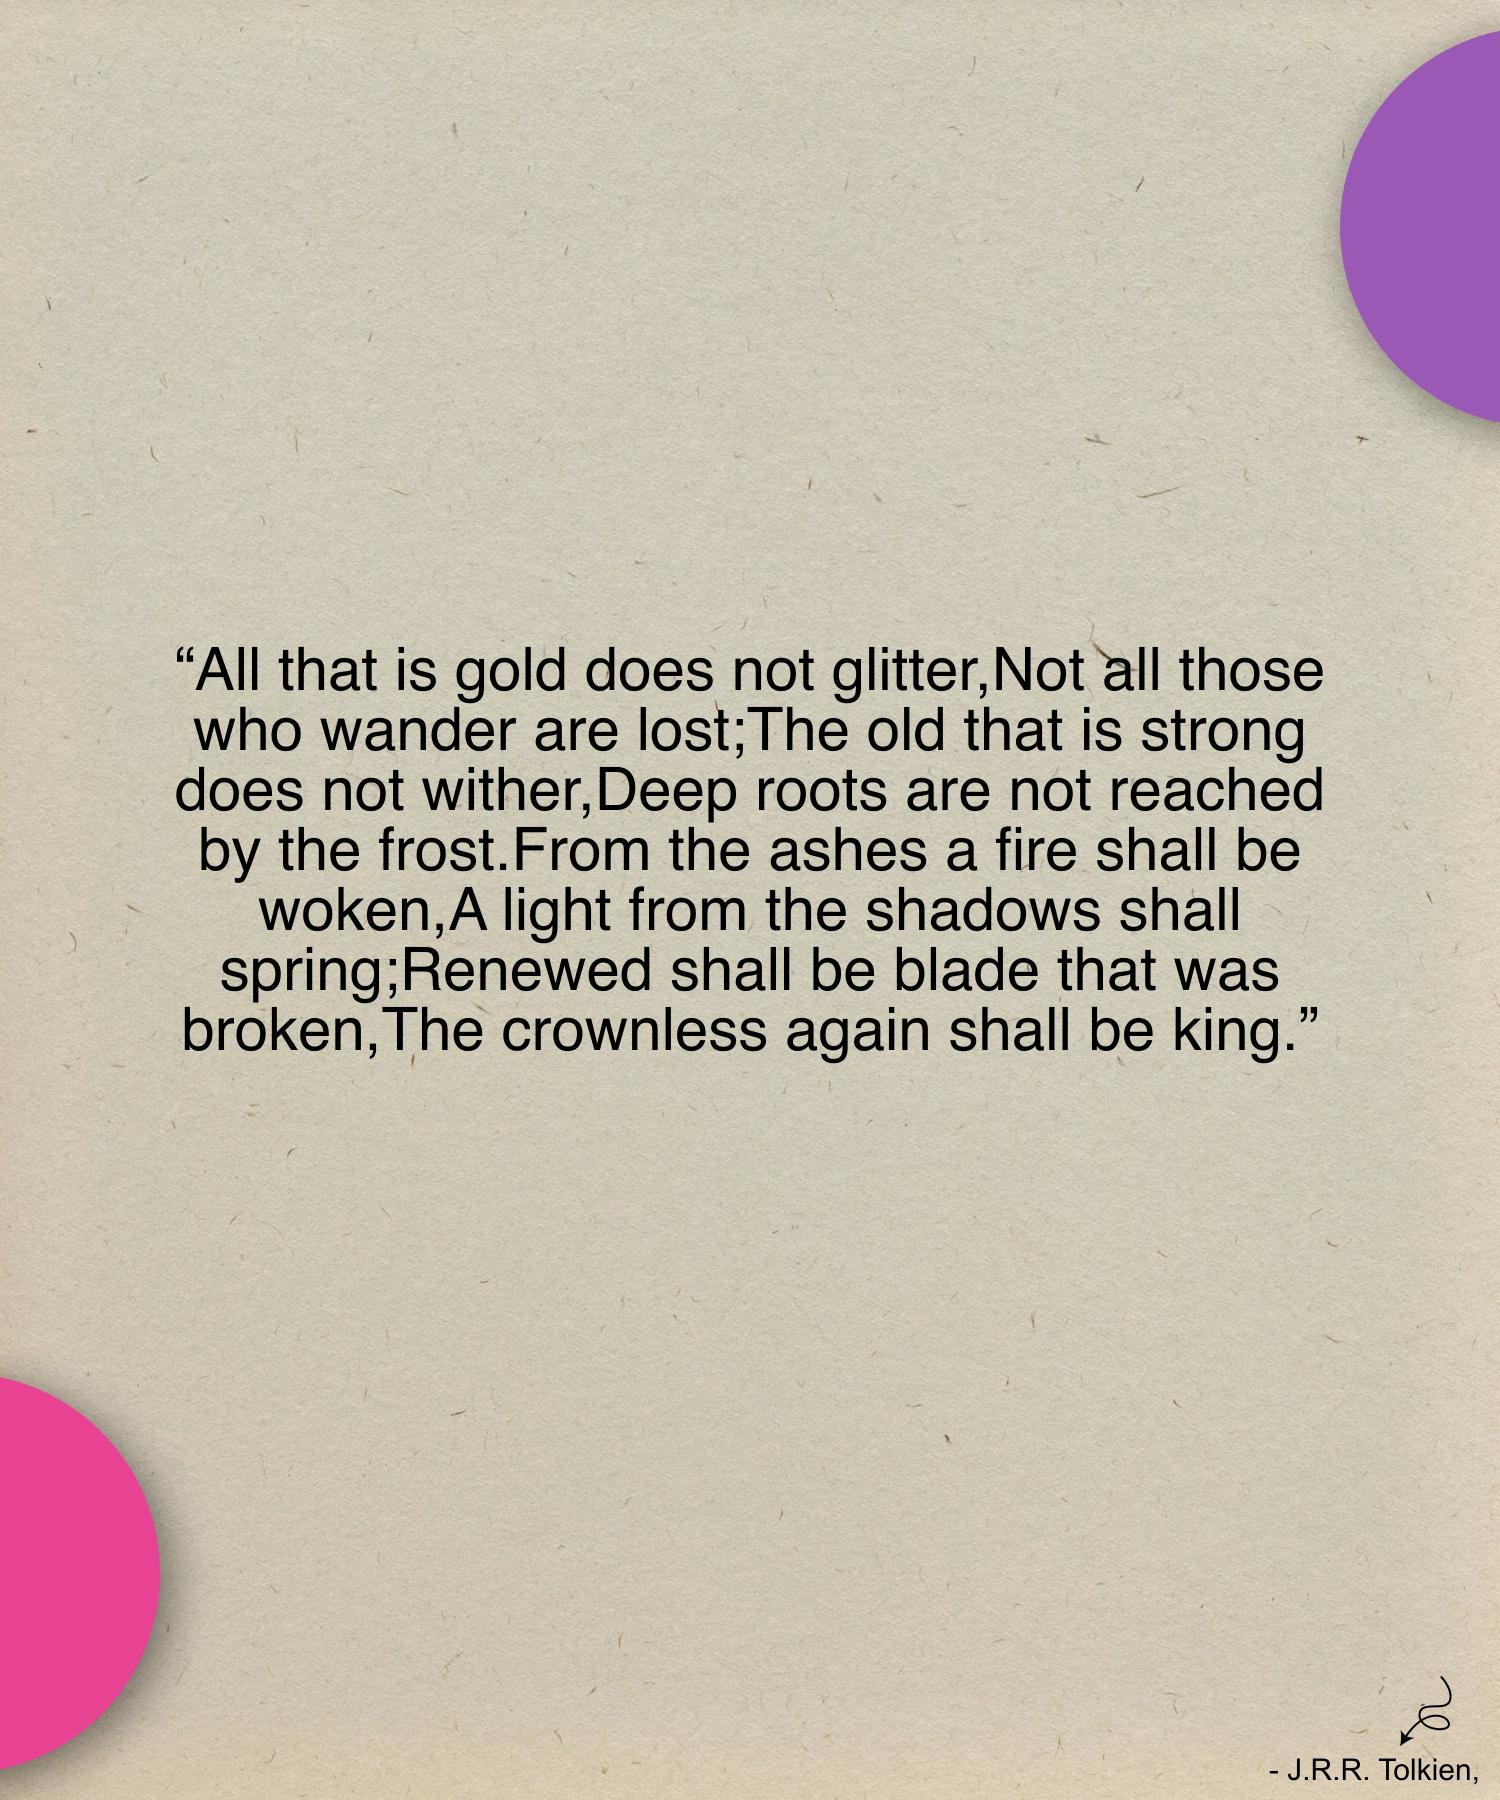 “All that is gold does not glitter,Not all those
who wander are lost;The old that is strong
does not wither,Deep roots are not reached
by the frost.From the ashes a fire shall be
woken,A light from the shadows shall
spring;Renewed shall be blade that was
broken,The crownless again shall be king.”
- J.R.R. Tolkien,